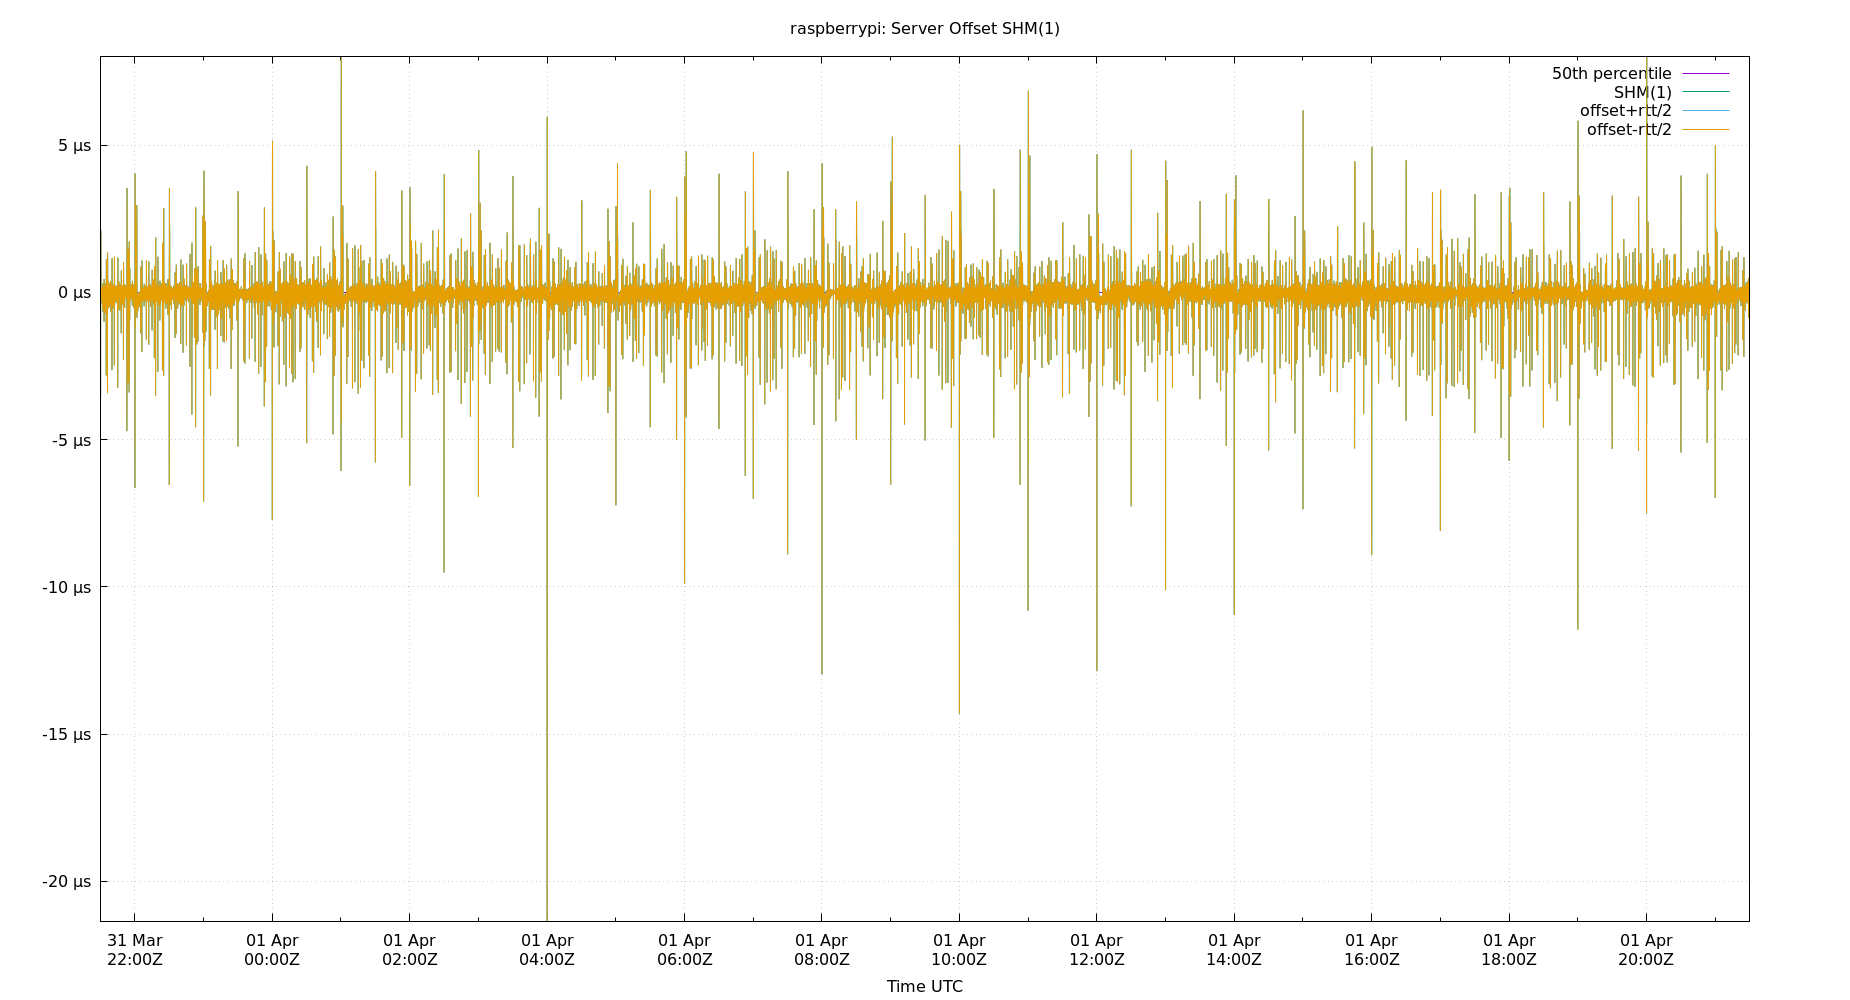 raspberrypi: Server Offset SHM(1)
50th percentile
SHM(1)
offset+rtt/2
offset-rtt/2
5 µs
0 µs
-5 µs
-10 µs
-15 µs
-20 µs
31 Mar 01 Apr 01 Apr 01 Apr 01 Apr 01 Apr 01 Apr 01 Apr 01 Apr 01 Apr 01 Apr 01 Apr
22:00Z 00:00Z 02:00Z 04:00Z 06:00Z 08:00Z 10:00Z 12:00Z 14:00Z 16:00Z 18:00Z 20:00Z
Time UTC